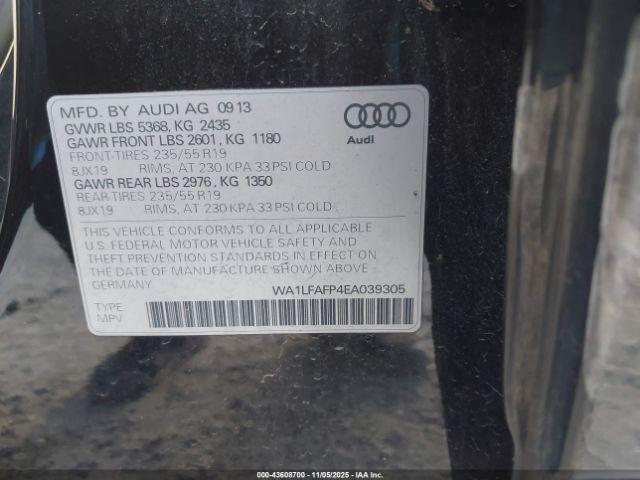 MFD. BY AUDI AG 09 13
GVWR LBS 5368, KG 2435
GAWR FRONT LBS 2601, KG 1180
FRONT-TIRES 235/55 R19
8JX19 RIMS, AT 230 KPA 33 PSI COLD
GAWR REAR LBS 2976, KG 1350
REAR-TIRES 235/55 R19
8JX19 RIMS, AT 230 KPA 33 PSI COLD
Audi
THIS VEHICLE CONFORMS TO ALL APPLICABLE
U.S. FEDERAL MOTOR VEHICLE SAFETY AND
THEFT PREVENTION STANDARDS IN EFFECT ON
THE DATE OF MANUFACTURE SHOWN ABOVE
GERMANY WA1LFAFP4EA039305
TYPE:
MPV
000-43608700 - 11/05/2025 - IAA, Inc.